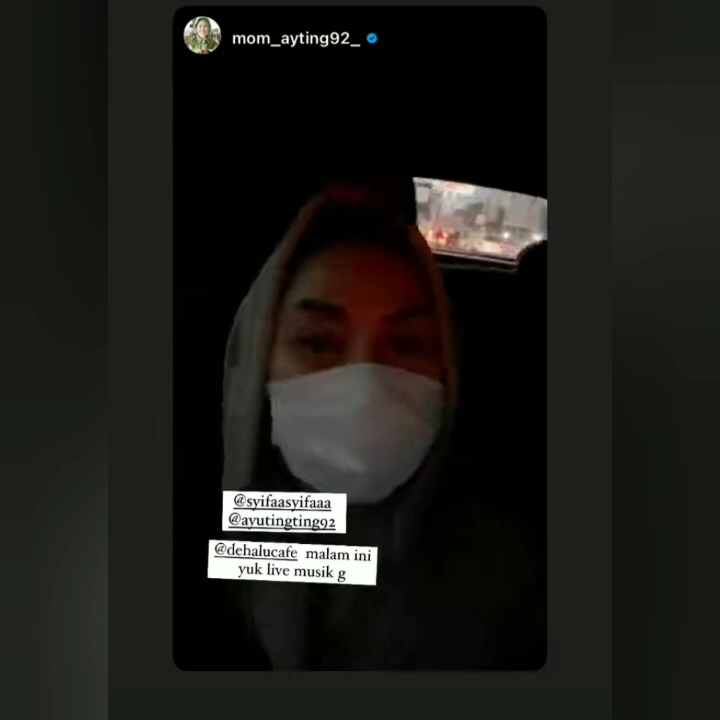 mom_ayting92_
@syifaasyifaaa
@ayutingting92
@dehalucafe malam ini
yuk live musik g